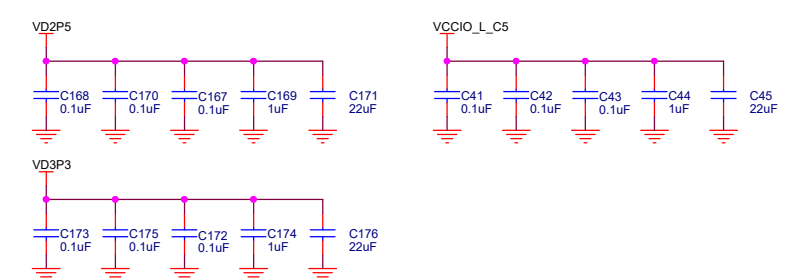 VD2P5
C168 0.1uF
C170 0.1uF
C167 0.1uF
C169 1uF
C171 22uF
VCCIO_L_C5
C41 0.1uF
C42 0.1uF
C43 0.1uF
C44 1uF
C45 22uF
VD3P3
C173 0.1uF
C175 0.1uF
C172 0.1uF
C174 1uF
C176 22uF